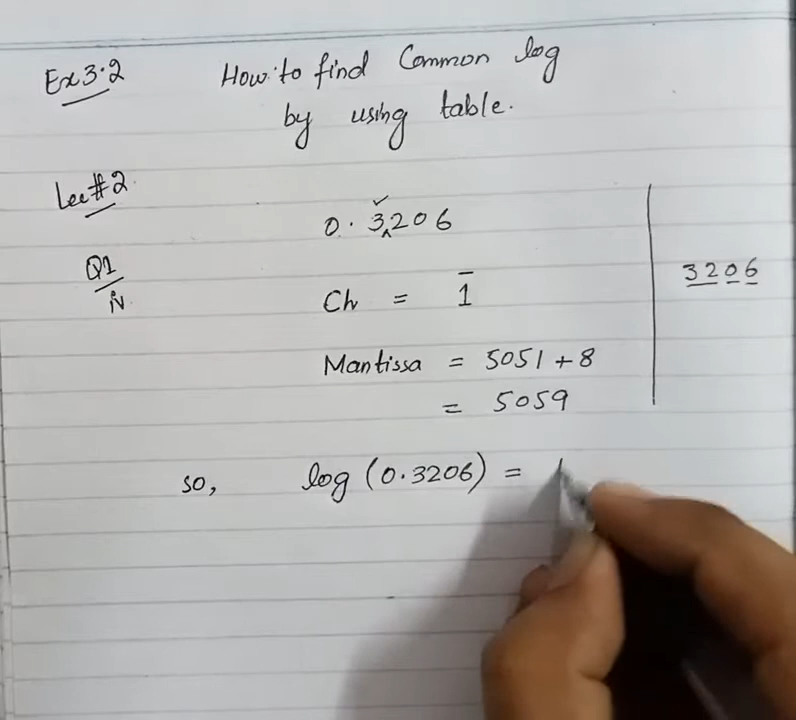 Ex 3.2 How to find Common log
by using table.
Lec#2
0.3206
Q1
iv
Ch = 1̄
3206
Mantissa = 5051 + 8
= 5059
so, log (0.3206) =